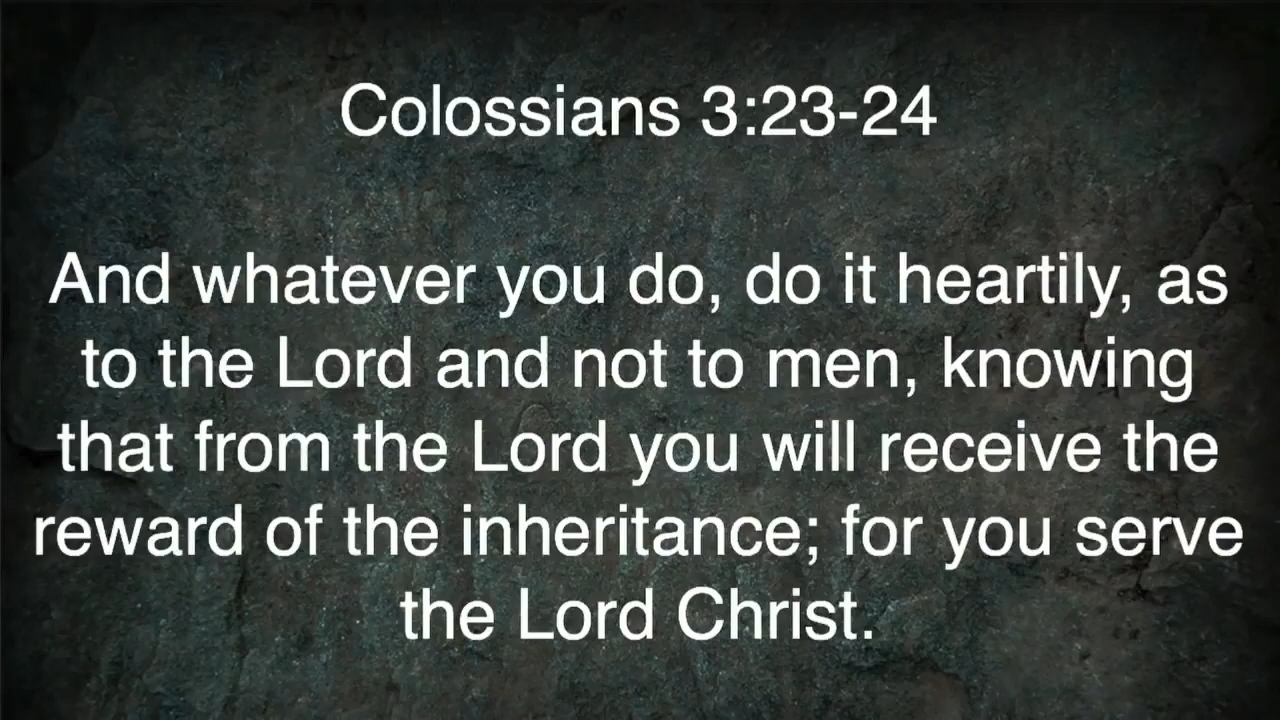 Colossians 3:23-24
And whatever you do, do it heartily, as
to the Lord and not to men, knowing
that from the Lord you will receive the
reward of the inheritance; for you serve
the Lord Christ.